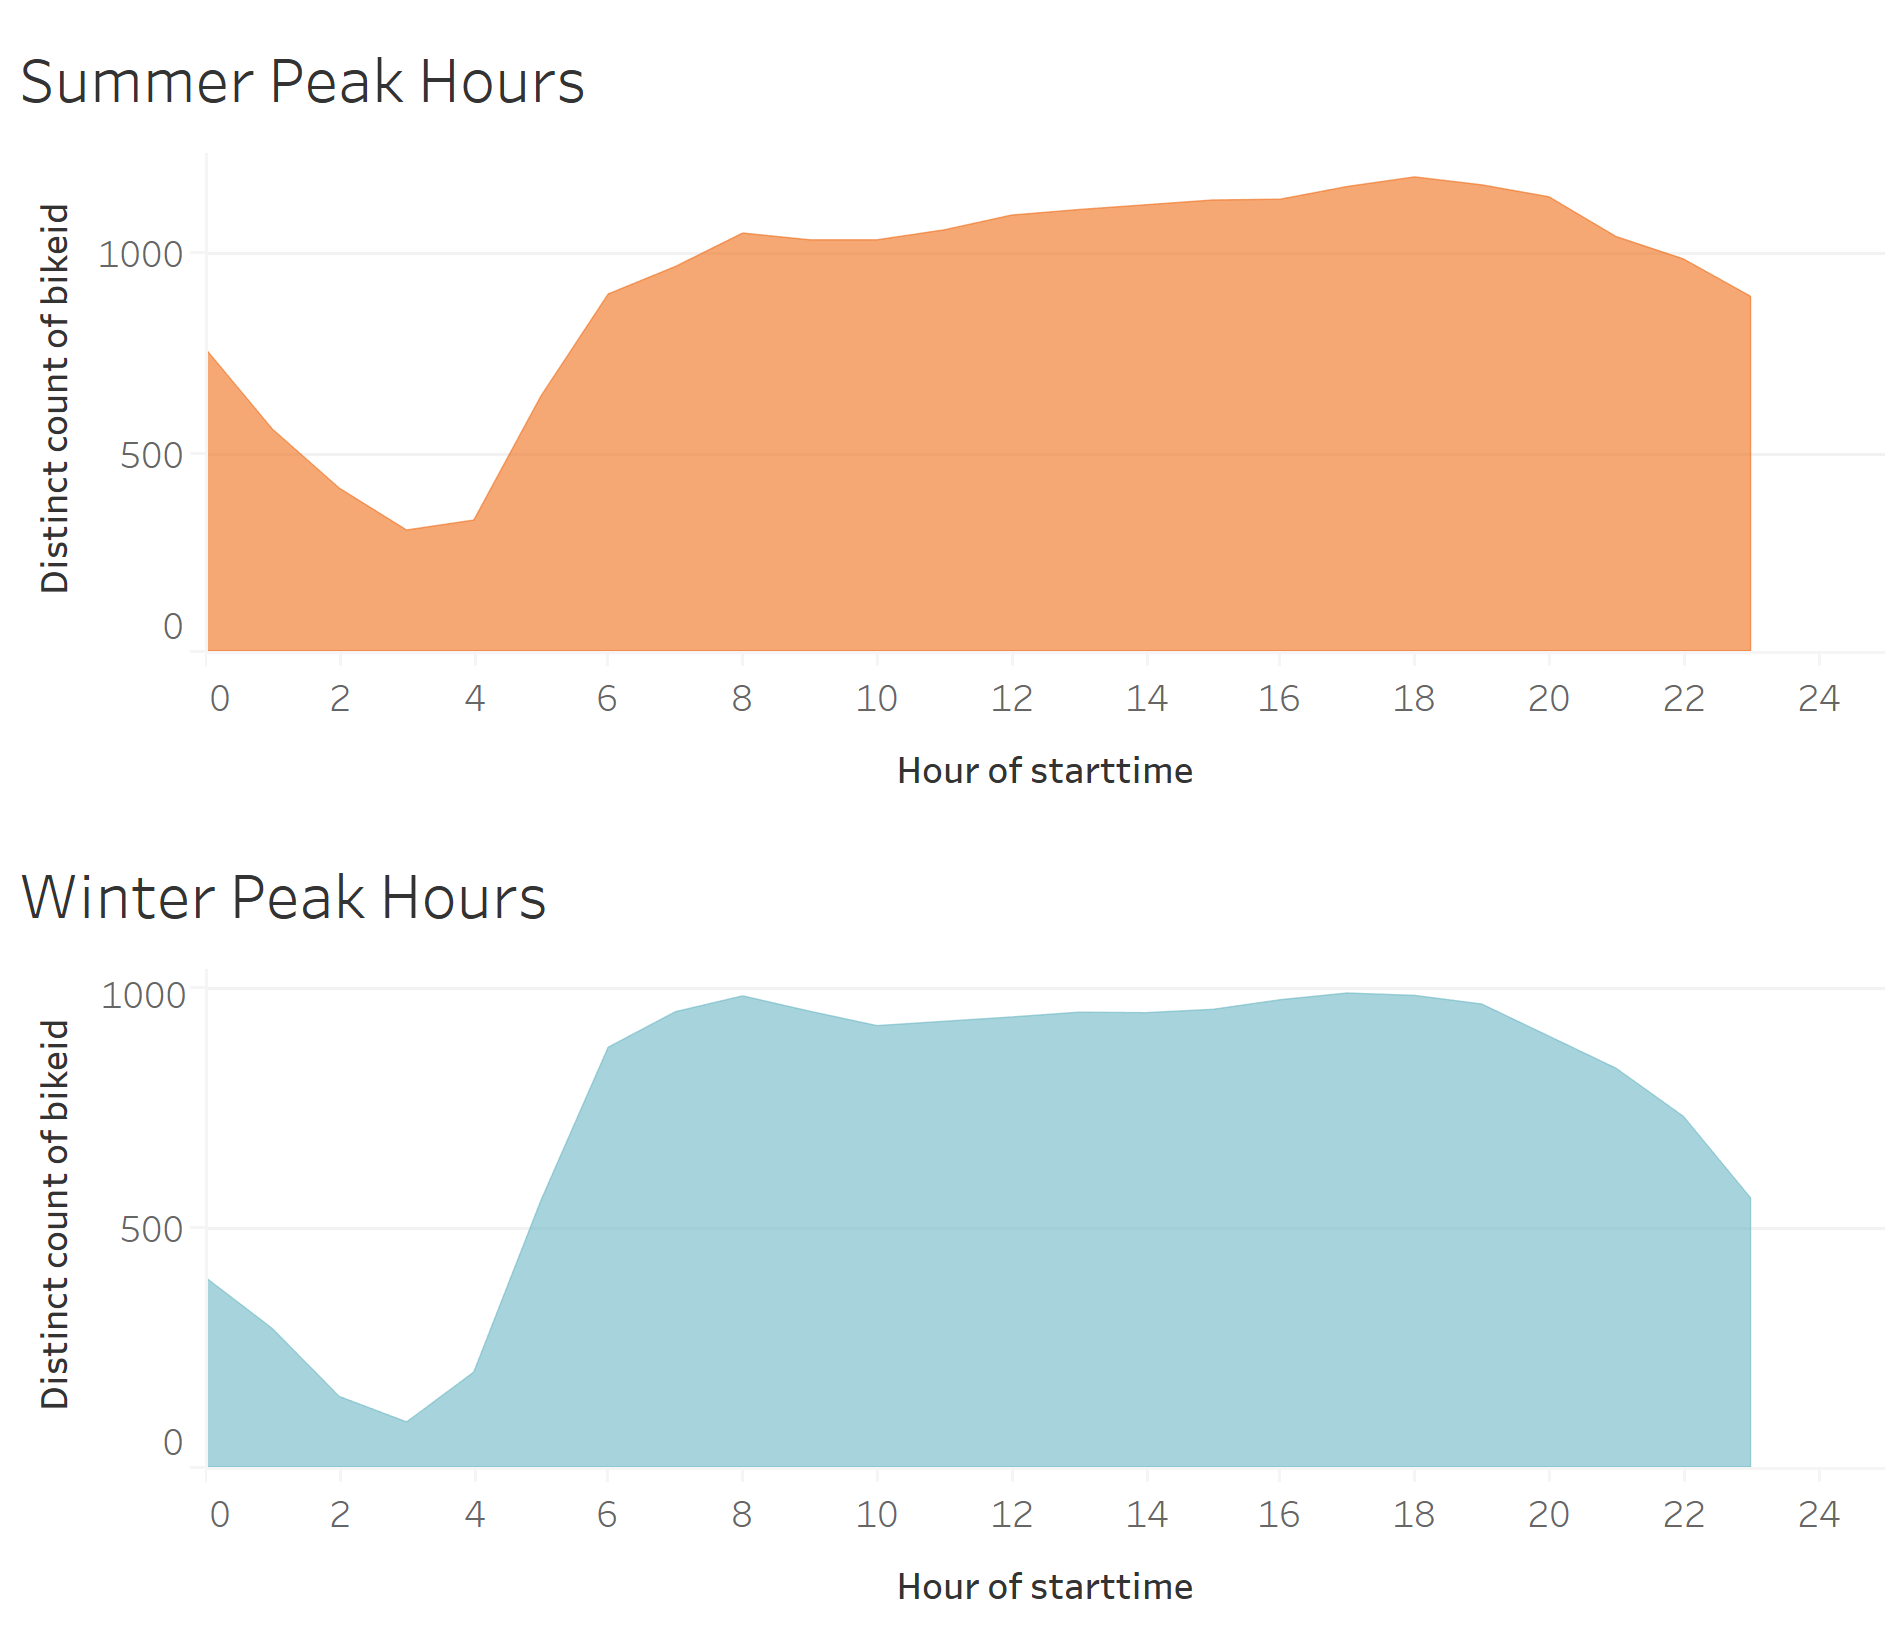 Summer Peak Hours
Distinct count of bikeid
1000
500
0
0 2 4 6 8 10 12 14 16 18 20 22 24
Hour of starttime
Winter Peak Hours
Distinct count of bikeid
1000
500
0
0 2 4 6 8 10 12 14 16 18 20 22 24
Hour of starttime